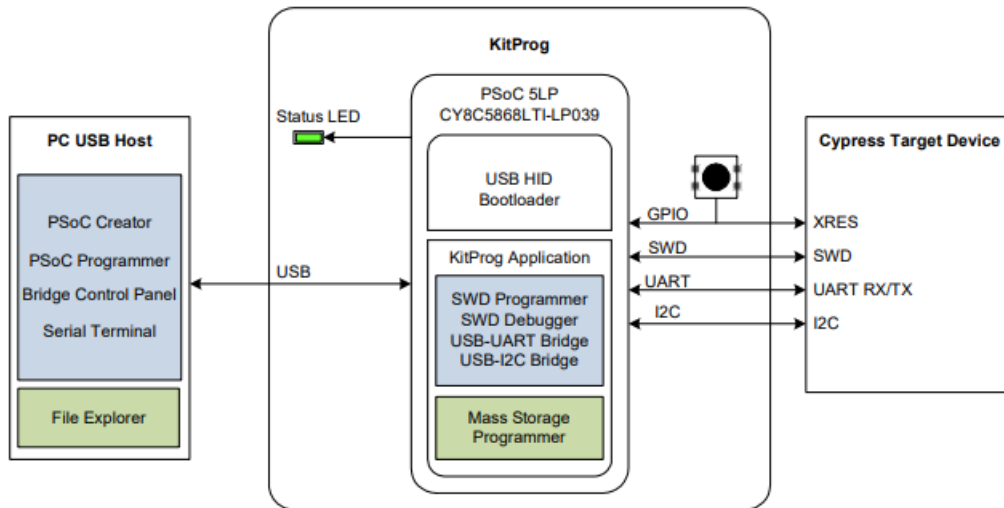 KitProg
PSoC 5LP
CY8C5868LTI-LP039
Status LED
PC USB Host
Cypress Target Device
USB HID
Bootloader
PSoC Creator
PSoC Programmer
Bridge Control Panel
Serial Terminal
File Explorer
USB
KitProg Application
SWD Programmer
SWD Debugger
USB-UART Bridge
USB-I2C Bridge
Mass Storage
Programmer
GPIO
SWD
UART
I2C
XRES
SWD
UART RX/TX
I2C